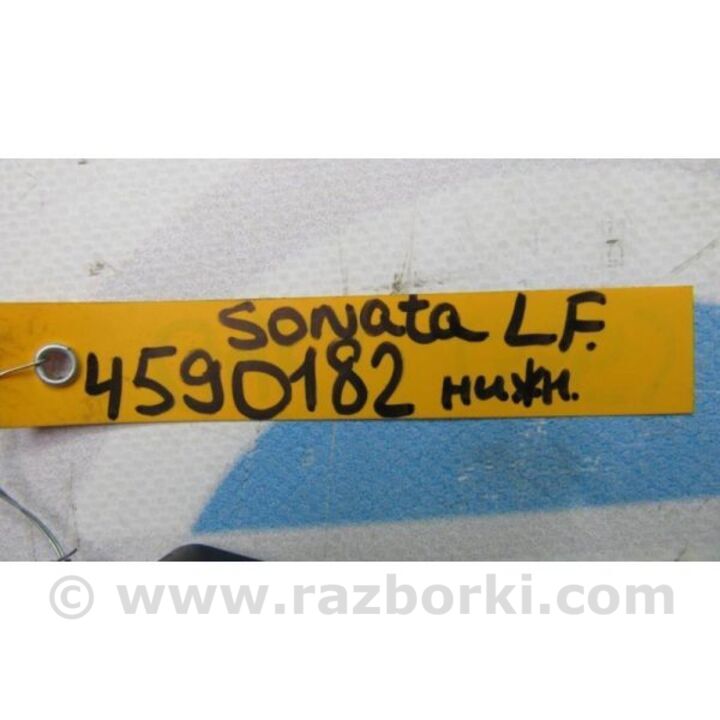 Sonata LF.
4590182 нижн.
© www.razborki.com